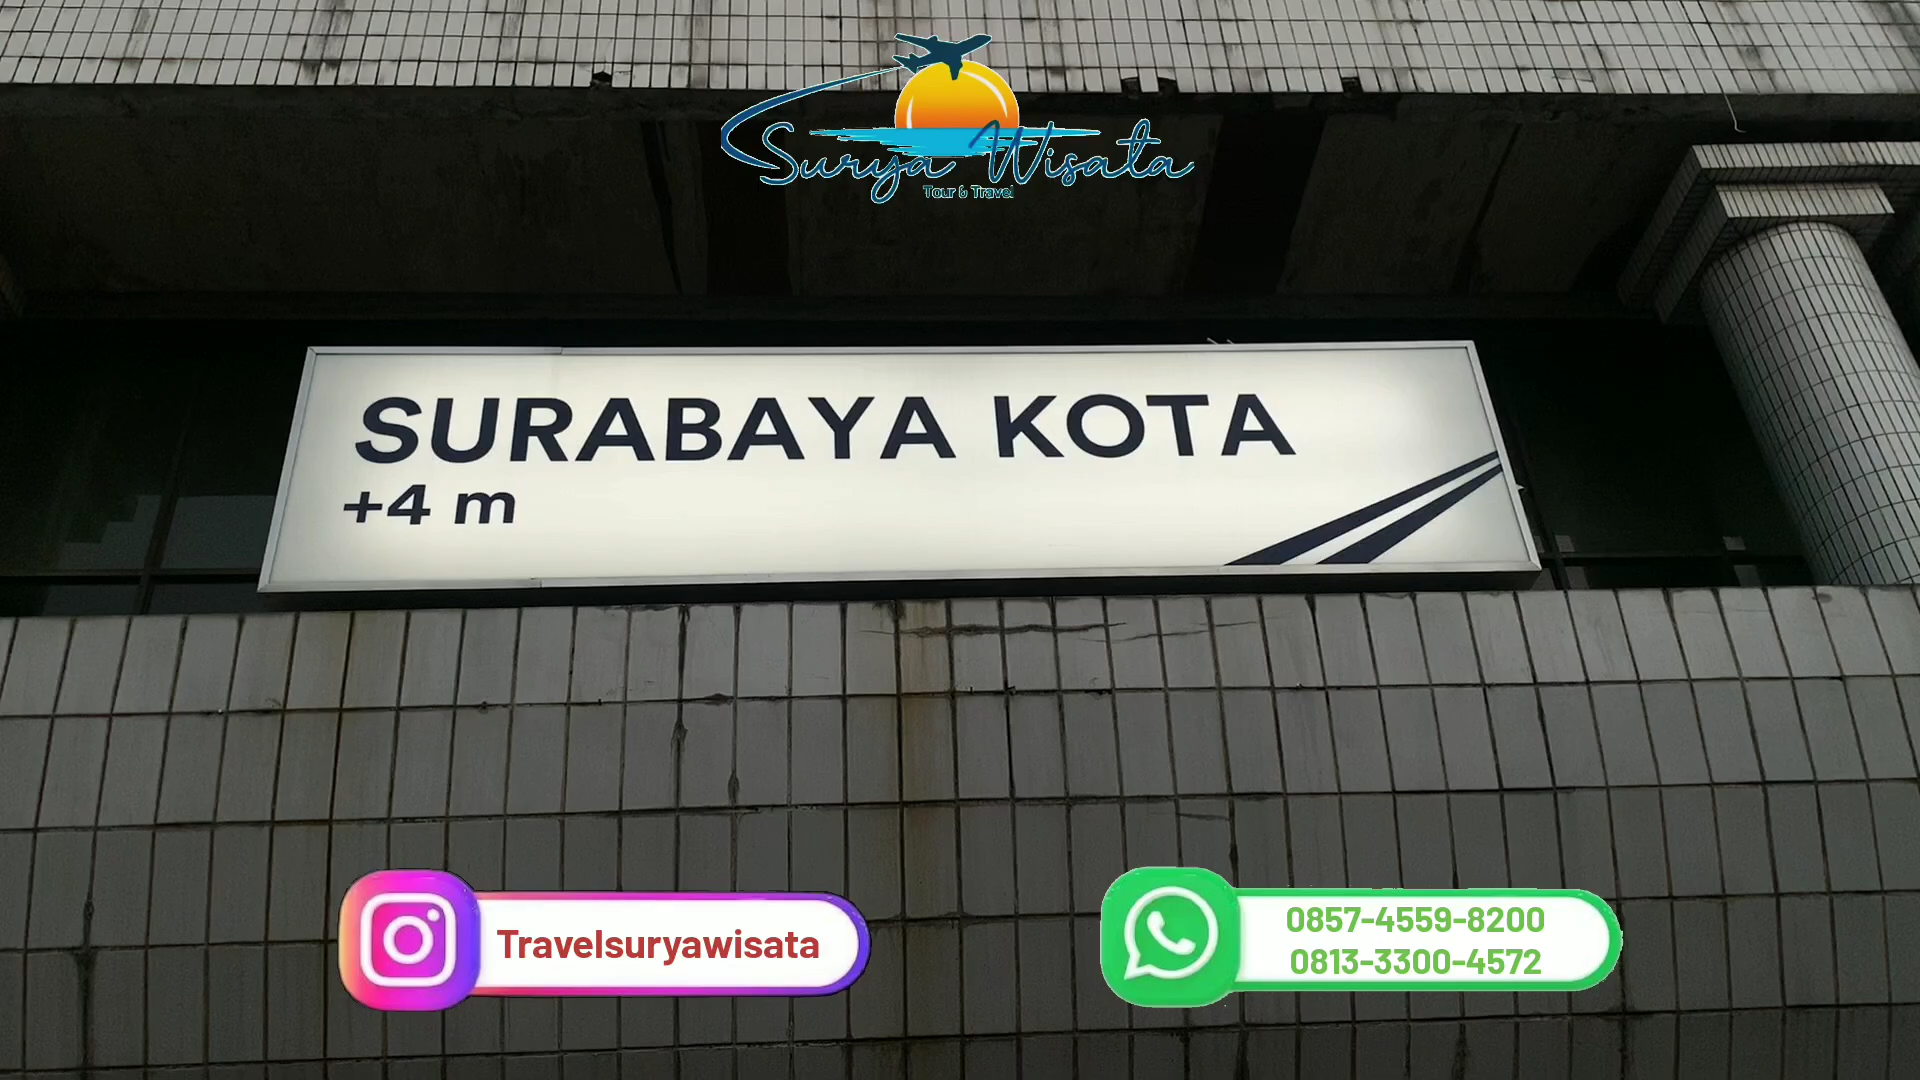 Surya Wisata
Tour & Travel
SURABAYA KOTA
+4 m
Travelsuryawisata
0857-4559-8200
0813-3300-4572